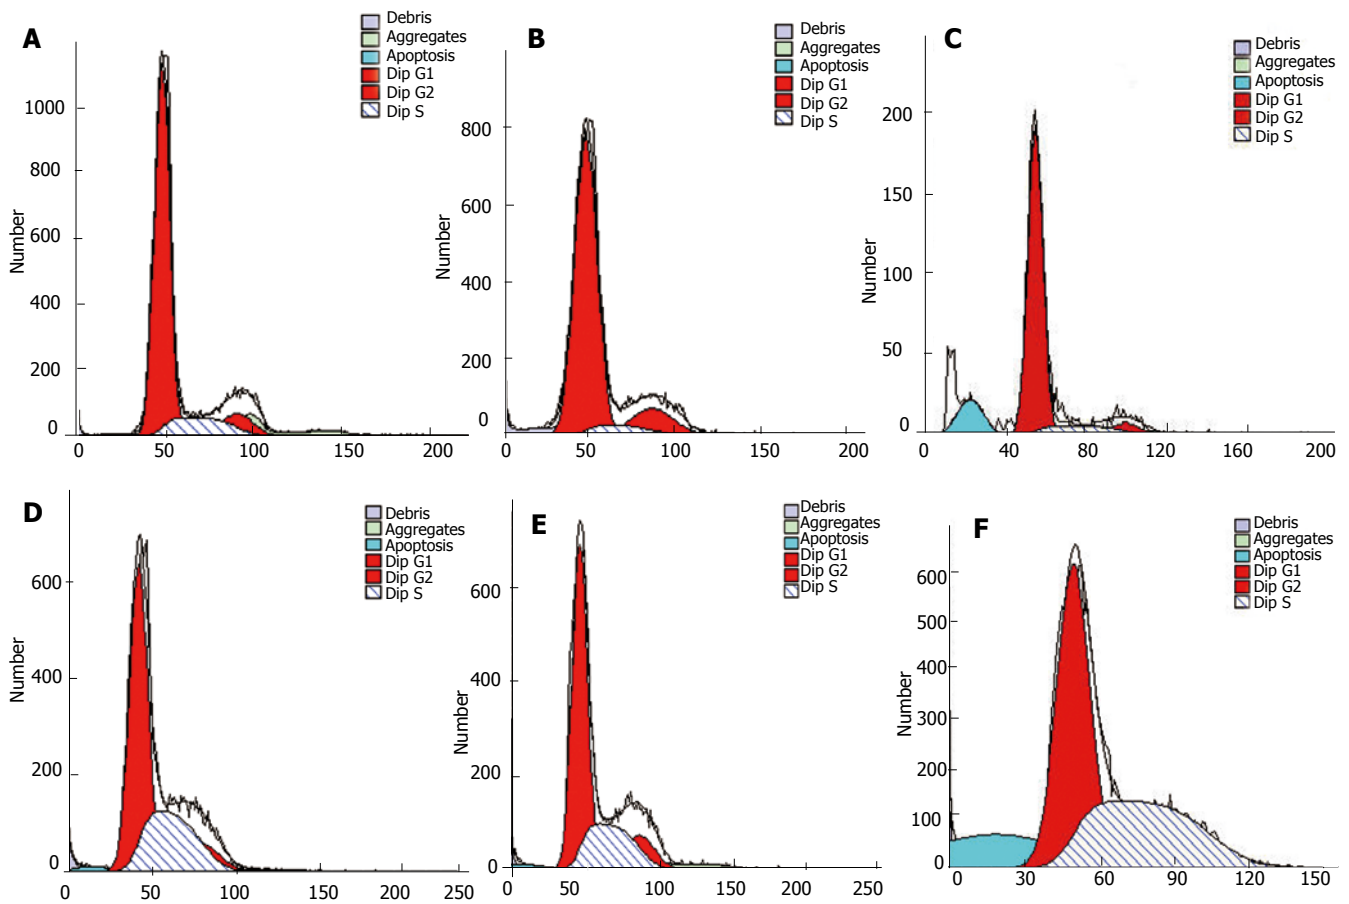 A
Debris
Aggregates
Apoptosis
Dip G1
Dip G2
Dip S
1000
800
600
400
200
0
Number
0 50 100 150 200
B
Debris
Aggregates
Apoptosis
Dip G1
Dip G2
Dip S
800
600
400
200
0
Number
0 50 100 150 200
C
Debris
Aggregates
Apoptosis
Dip G1
Dip G2
Dip S
200
150
100
50
0
Number
0 40 80 120 160 200
D
Debris
Aggregates
Apoptosis
Dip G1
Dip G2
Dip S
600
400
200
0
Number
0 50 100 150 200 250
E
Debris
Aggregates
Apoptosis
Dip G1
Dip G2
Dip S
600
400
200
0
Number
0 50 100 150 200 250
F
Debris
Aggregates
Apoptosis
Dip G1
Dip G2
Dip S
600
500
400
300
200
100
0
Number
0 30 60 90 120 150